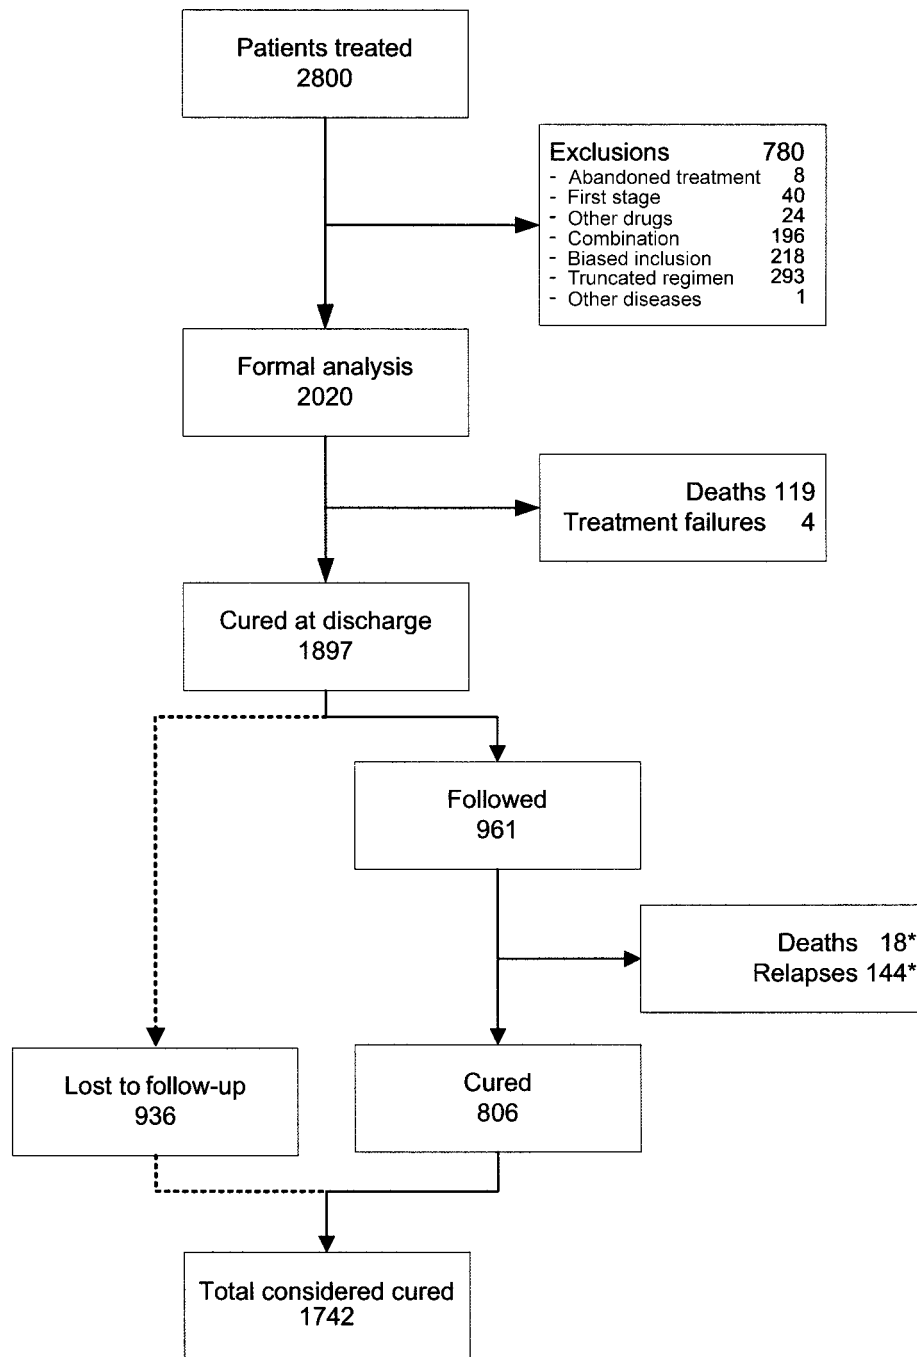 Patients treated
2800
Exclusions 780
- Abandoned treatment 8
- First stage 40
- Other drugs 24
- Combination 196
- Biased inclusion 218
- Truncated regimen 293
- Other diseases 1
Formal analysis
2020
Deaths 119
Treatment failures 4
Cured at discharge
1897
Followed
961
Deaths 18*
Relapses 144*
Lost to follow-up
936
Cured
806
Total considered cured
1742